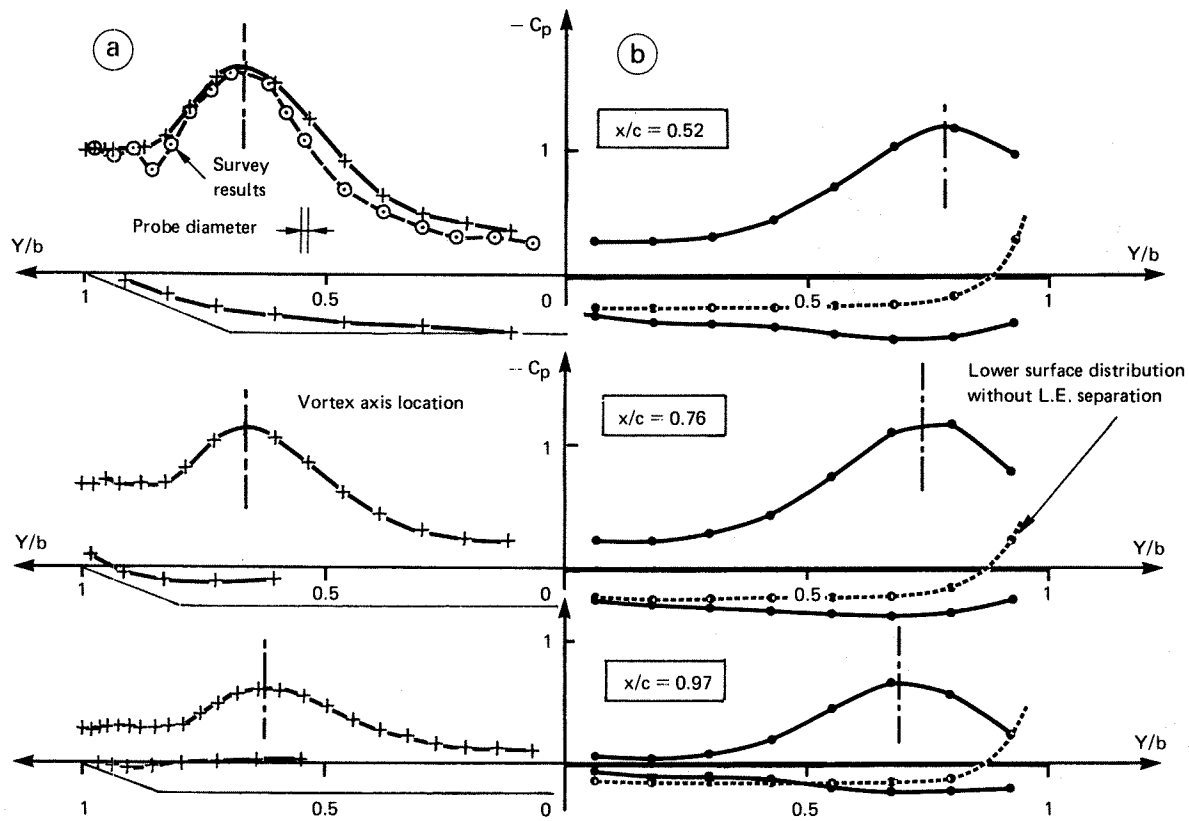 a
− Cp
b
x/c = 0.52
1
Survey
results
Probe diameter
Y/b
Y/b
1
0.5
0
0.5
1
− Cp
Lower surface distribution
without L.E. separation
Vortex axis location
x/c = 0.76
1
Y/b
Y/b
1
0.5
0
0.5
1
1
x/c = 0.97
Y/b
Y/b
1
0.5
0
0.5
1